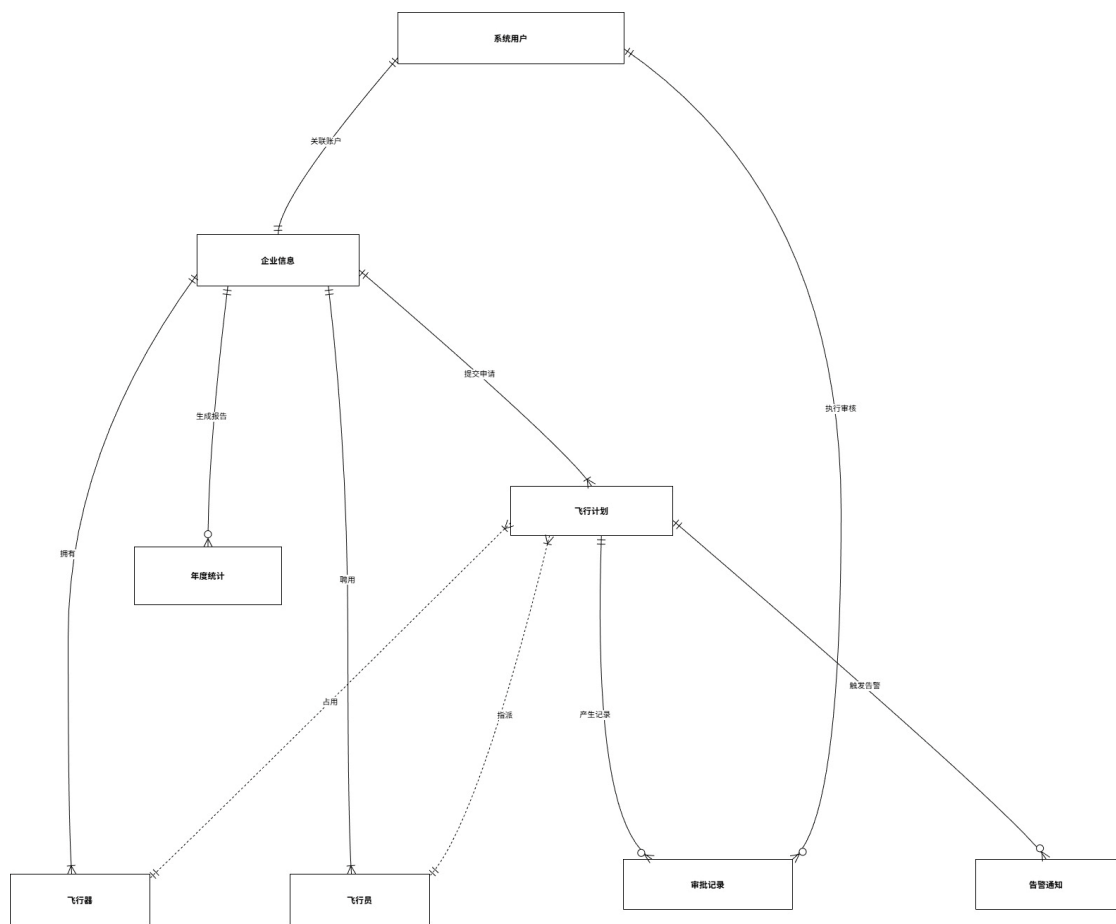 系统用户
关联账户
企业信息
提交申请
执行审核
生成报告
飞行计划
拥有
年度统计
聘用
触发告警
占用
指派
产生记录
飞行器
飞行员
审批记录
告警通知